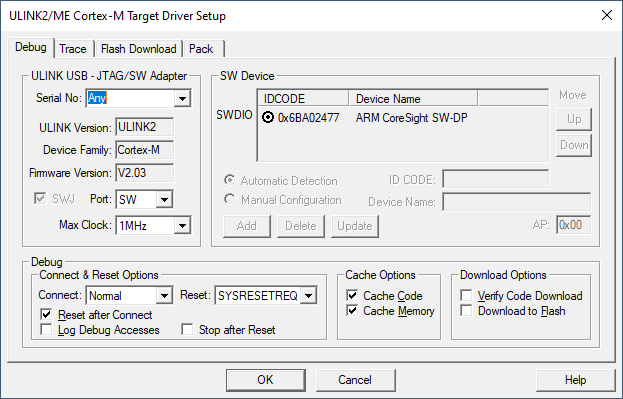 ULINK2/ME Cortex-M Target Driver Setup
Debug Trace Flash Download Pack
ULINK USB - JTAG/SW Adapter
Serial No: Any
ULINK Version: ULINK2
Device Family: Cortex-M
Firmware Version: V2.03
SWJ Port: SW
Max Clock: 1MHz
SW Device
IDCODE Device Name Move
SWDIO 0x6BA02477 ARM CoreSight SW-DP Up
Down
Automatic Detection ID CODE:
Manual Configuration Device Name:
Add Delete Update AP: 0x00
Debug
Connect & Reset Options
Connect: Normal Reset: SYSRESETREQ
Reset after Connect
Log Debug Accesses Stop after Reset
Cache Options
Cache Code
Cache Memory
Download Options
Verify Code Download
Download to Flash
OK Cancel Help